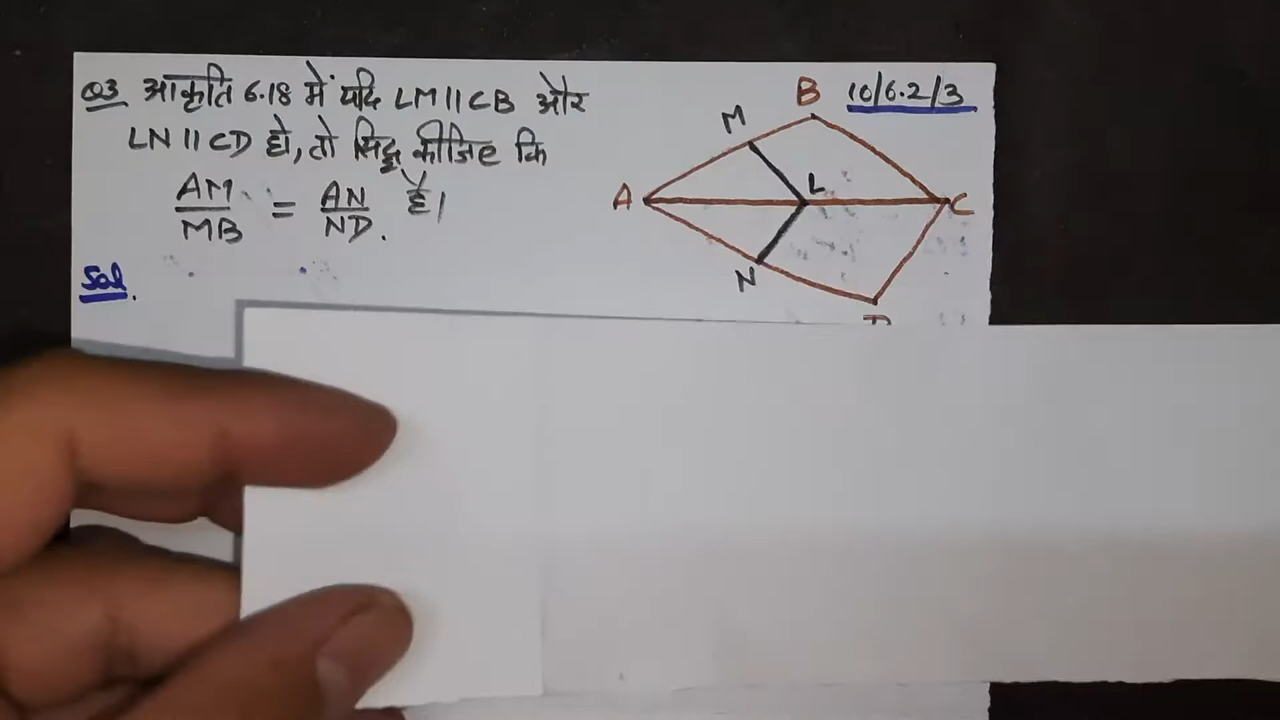 Q3 आकृति 6.18 में यदि LM || CB और
LN || CD हो, तो सिद्ध कीजिए कि
AM/MB = AN/ND. है।
Sol.
10/6.2/3
B
M
A
L
C
N
D